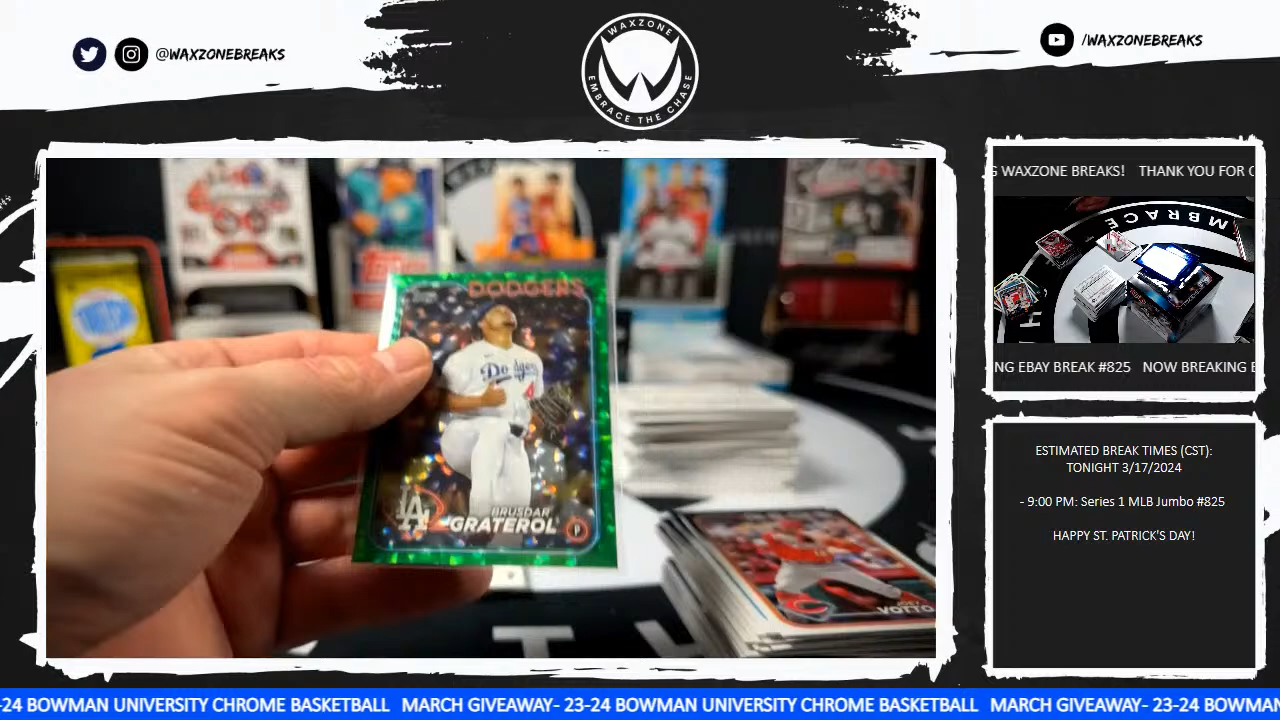 @WAXZONEBREAKS
WAXZONE
EMBRACE THE CHASE
/WAXZONEBREAKS
G WAXZONE BREAKS! THANK YOU FOR
MBRACE
NG EBAY BREAK #825 NOW BREAKING
DODGERS
Dodgers
4
LA
BRUSDAR
GRATEROL
P
JOEY
VOTTO
ESTIMATED BREAK TIMES (CST):
TONIGHT 3/17/2024
- 9:00 PM: Series 1 MLB Jumbo #825
HAPPY ST. PATRICK'S DAY!
-24 BOWMAN UNIVERSITY CHROME BASKETBALL MARCH GIVEAWAY- 23-24 BOWMAN UNIVERSITY CHROME BASKETBALL MARCH GIVEAWAY- 23-24 BOWMAN